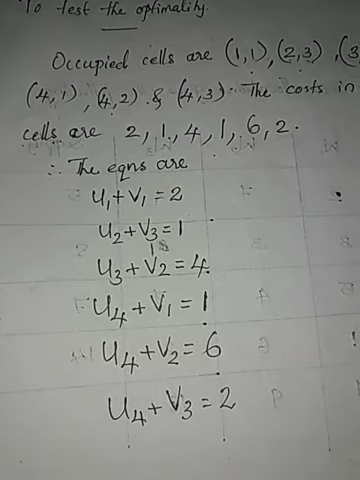 To test the optimality.
Occupied cells are (1,1), (2,3), (3
(4,1), (4,2) & (4,3). The costs in
cells are 2, 1, 4, 1, 6, 2.
∴ The eqns are
U₁+V₁=2
U₂+V₃=1
U₃+V₂=4.
U₄+V₁=1
U₄+V₂=6
U₄+V₃=2